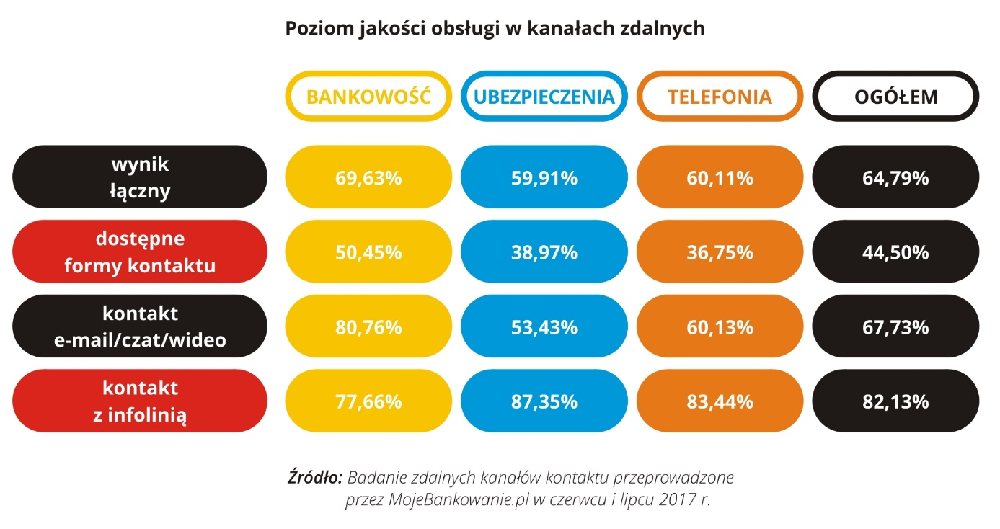 Poziom jakości obsługi w kanałach zdalnych
BANKOWOŚĆ UBEZPIECZENIA TELEFONIA OGÓŁEM
wynik
łączny
69,63% 59,91% 60,11% 64,79%
dostępne
formy kontaktu
50,45% 38,97% 36,75% 44,50%
kontakt
e-mail/czat/wideo
80,76% 53,43% 60,13% 67,73%
kontakt
z infolinią
77,66% 87,35% 83,44% 82,13%
Źródło: Badanie zdalnych kanałów kontaktu przeprowadzone
przez MojeBankowanie.pl w czerwcu i lipcu 2017 r.